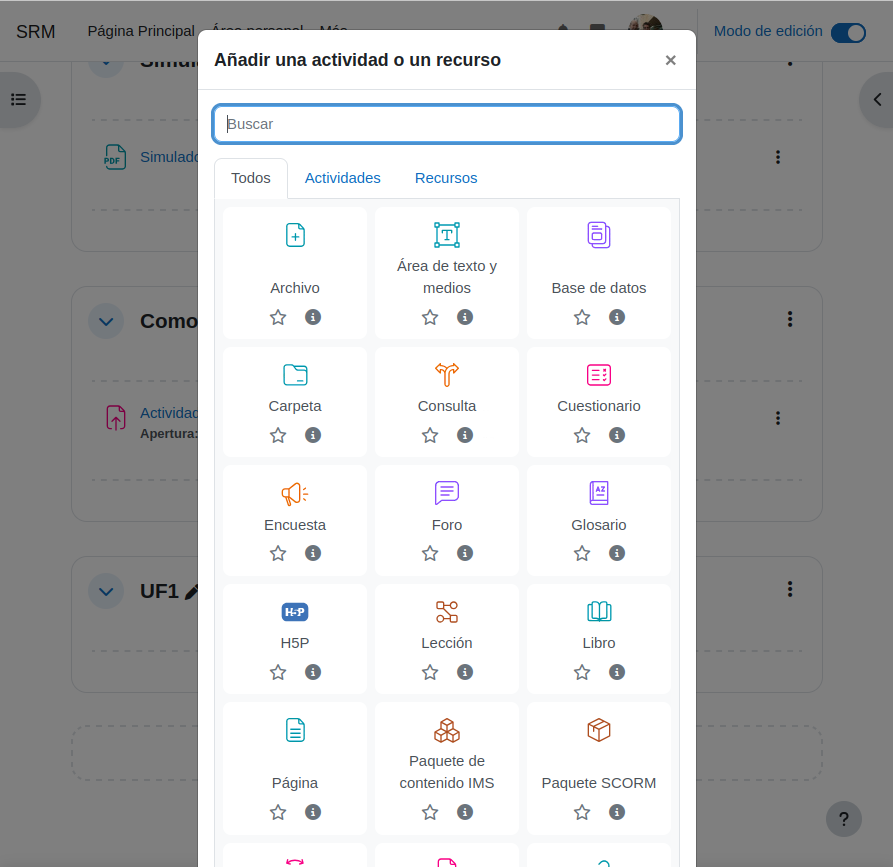 SRM
Página Principal
Área personal
Más
Modo de edición
Añadir una actividad o un recurso
×
Buscar
Todos
Actividades
Recursos
Archivo
Área de texto y
medios
Base de datos
Carpeta
Consulta
Cuestionario
Encuesta
Foro
AZ
Glosario
H-P
H5P
Lección
Libro
Página
Paquete de
contenido IMS
Paquete SCORM
PDF
Como
Actividad
Apertura:
UF1
?